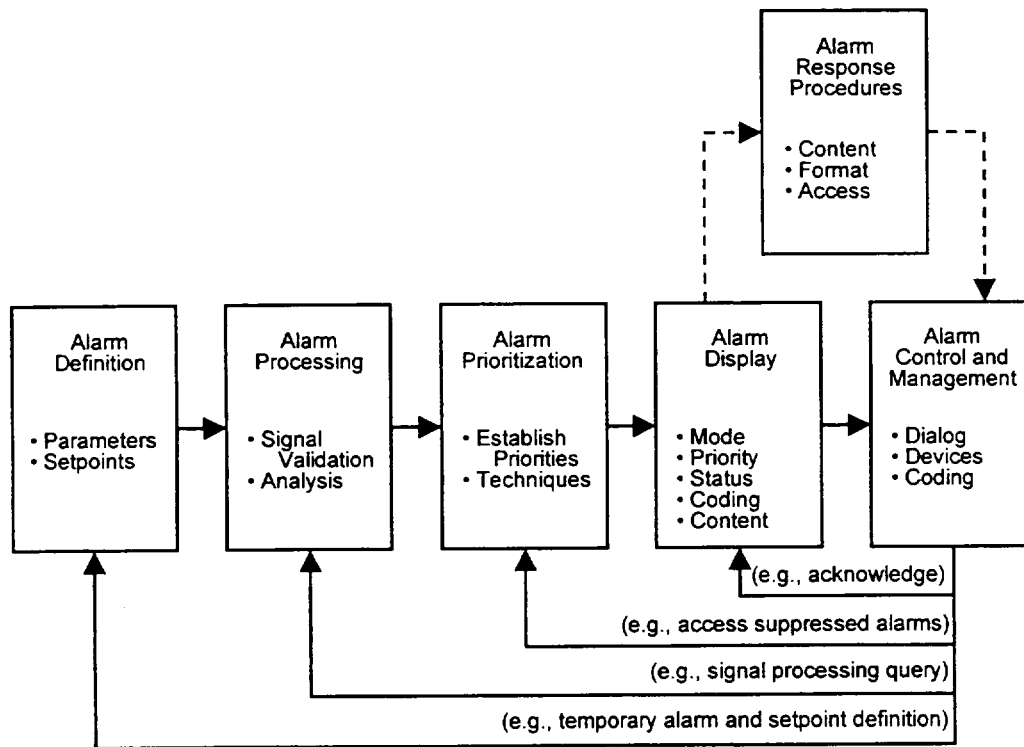 Alarm
Response
Procedures
• Content
• Format
• Access
Alarm
Definition
• Parameters
• Setpoints
Alarm
Processing
• Signal
Validation
• Analysis
Alarm
Prioritization
• Establish
Priorities
• Techniques
Alarm
Display
• Mode
• Priority
• Status
• Coding
• Content
Alarm
Control and
Management
• Dialog
• Devices
• Coding
(e.g., acknowledge)
(e.g., access suppressed alarms)
(e.g., signal processing query)
(e.g., temporary alarm and setpoint definition)